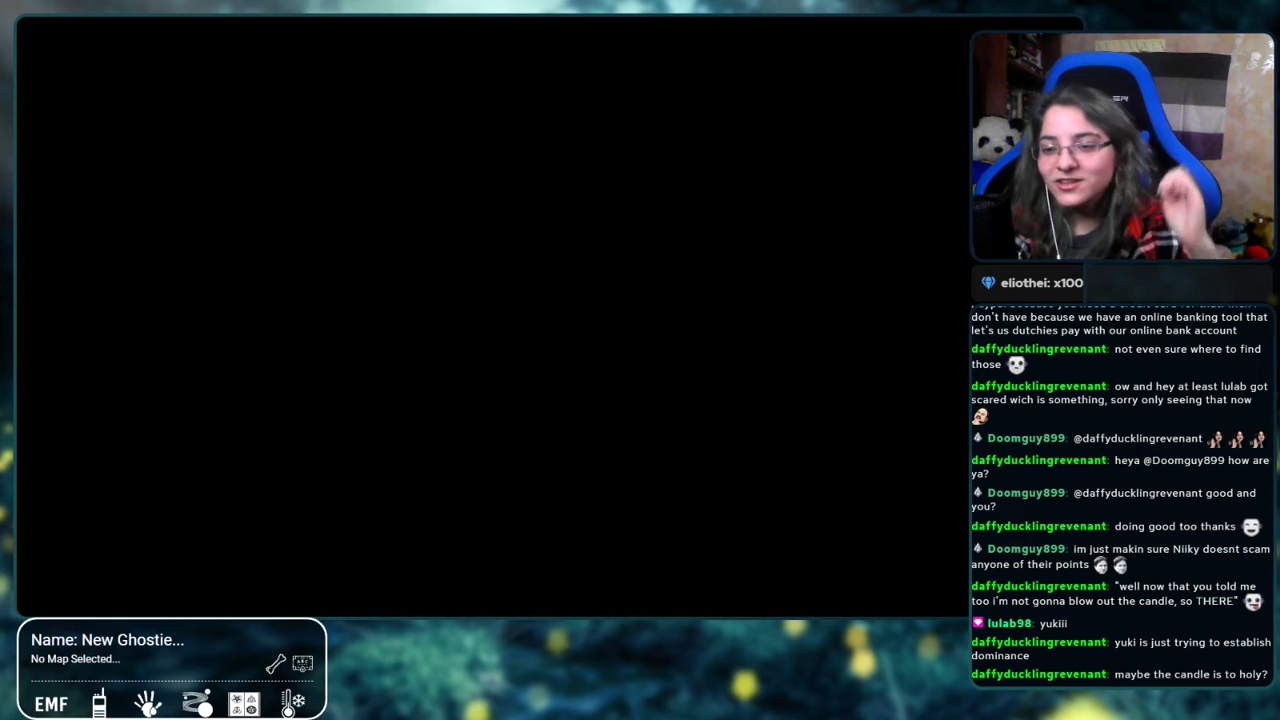 ER
eliothei: x100
don't have because we have an online banking tool that
let's us dutchies pay with our online bank account
daffyducklingrevenant: not even sure where to find
those
daffyducklingrevenant: ow and hey at least lulab got
scared wich is something, sorry only seeing that now
Doomguy899: @daffyducklingrevenant
daffyducklingrevenant: heya @Doomguy899 how are
ya?
Doomguy899: @daffyducklingrevenant good and
you?
daffyducklingrevenant: doing good too thanks
Doomguy899: im just makin sure Niiky doesnt scam
anyone of their points
daffyducklingrevenant: "well now that you told me
too i'm not gonna blow out the candle, so THERE"
lulab98: yukiii
daffyducklingrevenant: yuki is just trying to establish
dominance
daffyducklingrevenant: maybe the candle is to holy?
Name: New Ghostie...
No Map Selected...
EMF